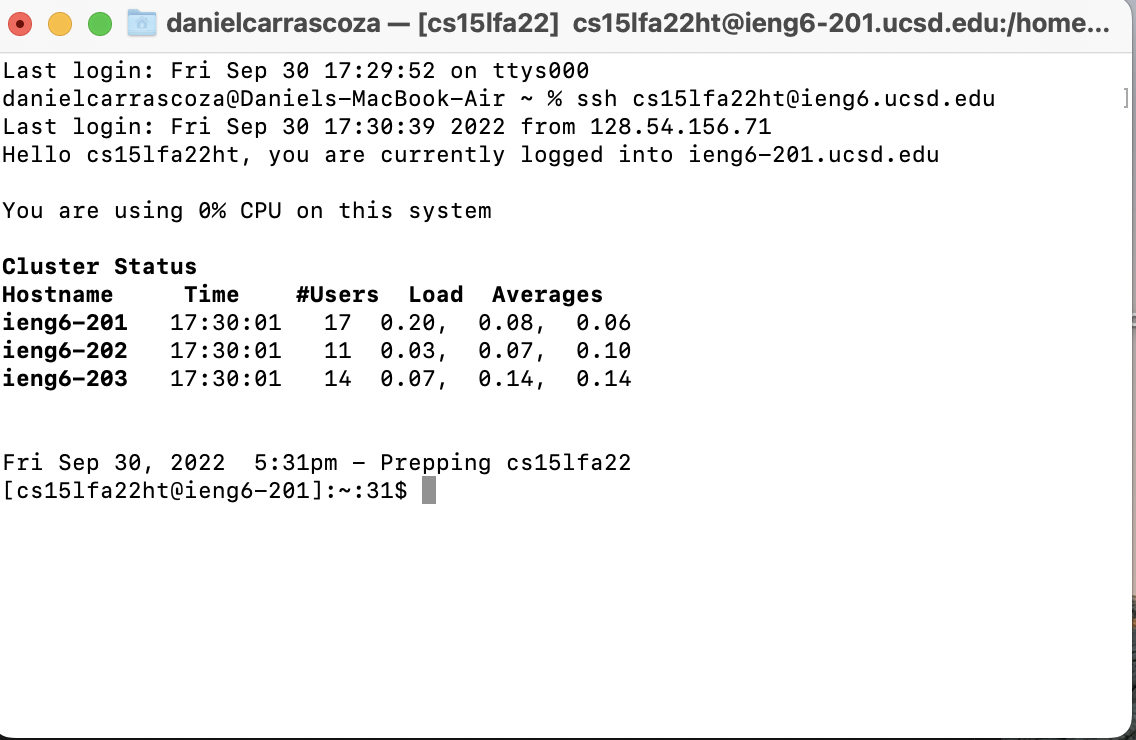 danielcarrascoza — [cs15lfa22]  cs15lfa22ht@ieng6-201.ucsd.edu:/home...
Last login: Fri Sep 30 17:29:52 on ttys000
danielcarrascoza@Daniels-MacBook-Air ~ % ssh cs15lfa22ht@ieng6.ucsd.edu ]
Last login: Fri Sep 30 17:30:39 2022 from 128.54.156.71
Hello cs15lfa22ht, you are currently logged into ieng6-201.ucsd.edu
You are using 0% CPU on this system
Cluster Status
Hostname     Time    #Users  Load  Averages
ieng6-201   17:30:01   17  0.20,  0.08,  0.06
ieng6-202   17:30:01   11  0.03,  0.07,  0.10
ieng6-203   17:30:01   14  0.07,  0.14,  0.14
Fri Sep 30, 2022  5:31pm - Prepping cs15lfa22
[cs15lfa22ht@ieng6-201]:~:31$